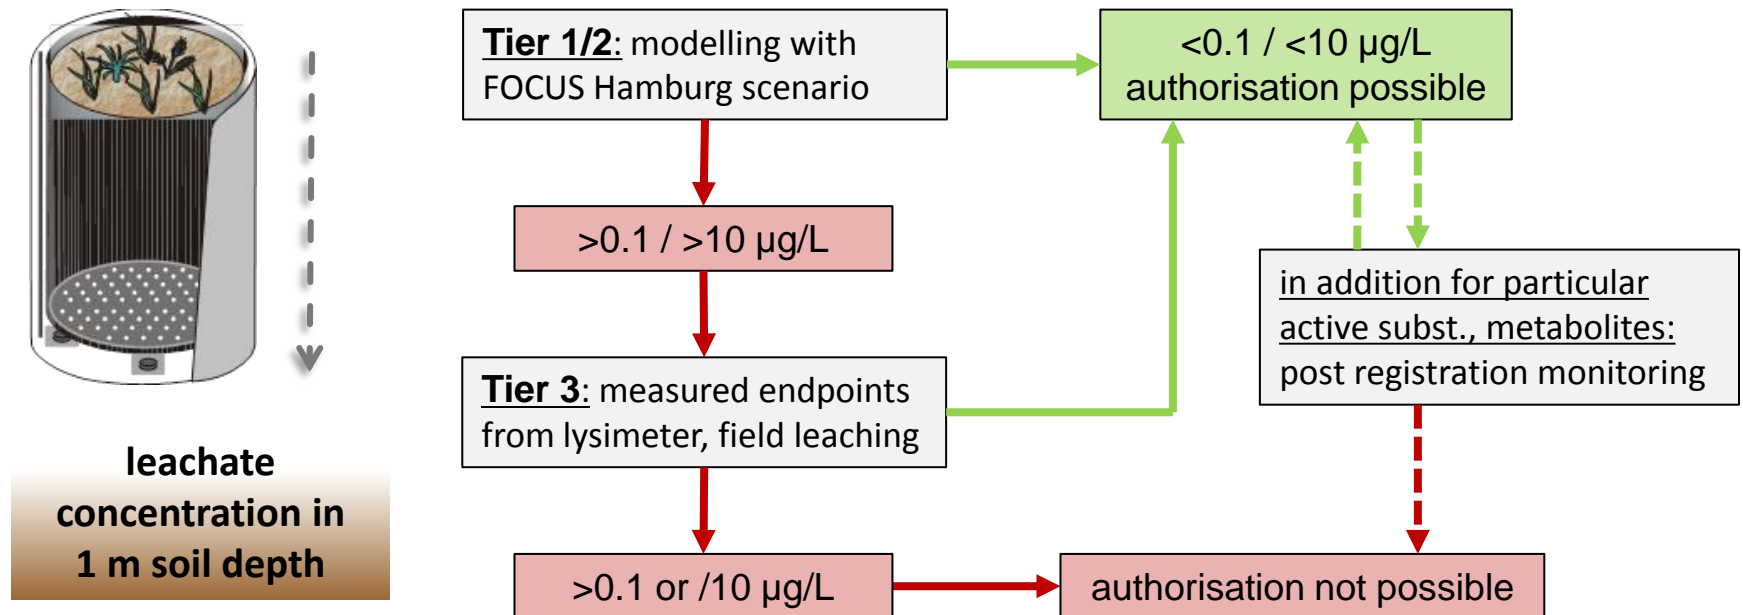 leachate
concentration in
1 m soil depth
Tier 1/2: modelling with
FOCUS Hamburg scenario
<0.1 / <10 µg/L
authorisation possible
>0.1 / >10 µg/L
in addition for particular
active subst., metabolites:
post registration monitoring
Tier 3: measured endpoints
from lysimeter, field leaching
>0.1 or /10 µg/L
authorisation not possible